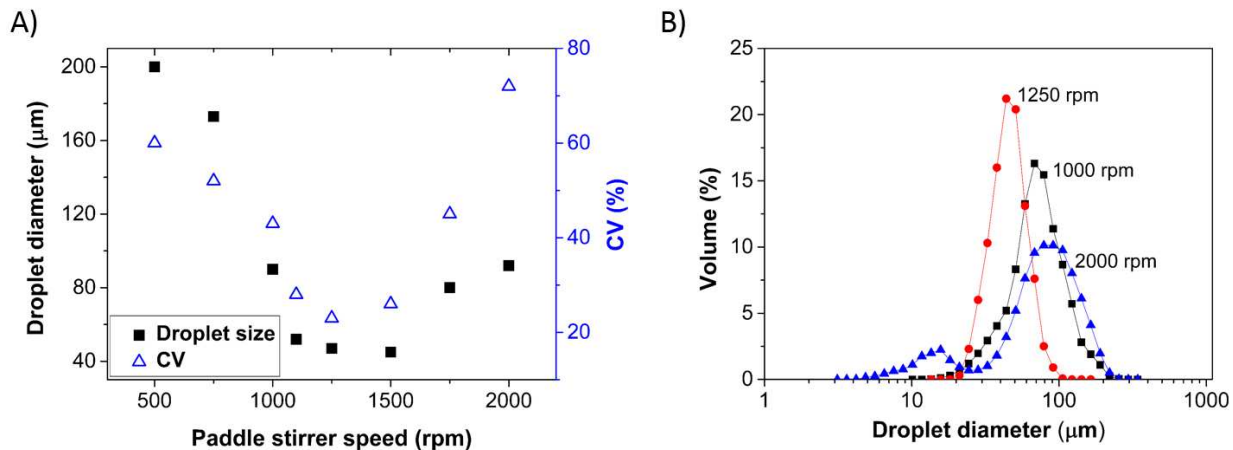 A)
200
160
120
80
40
Droplet diameter (μm)
80
60
40
20
CV (%)
Droplet size
CV
500
1000
1500
2000
Paddle stirrer speed (rpm)
B)
25
20
15
10
5
0
Volume (%)
1250 rpm
1000 rpm
2000 rpm
1
10
100
1000
Droplet diameter (μm)